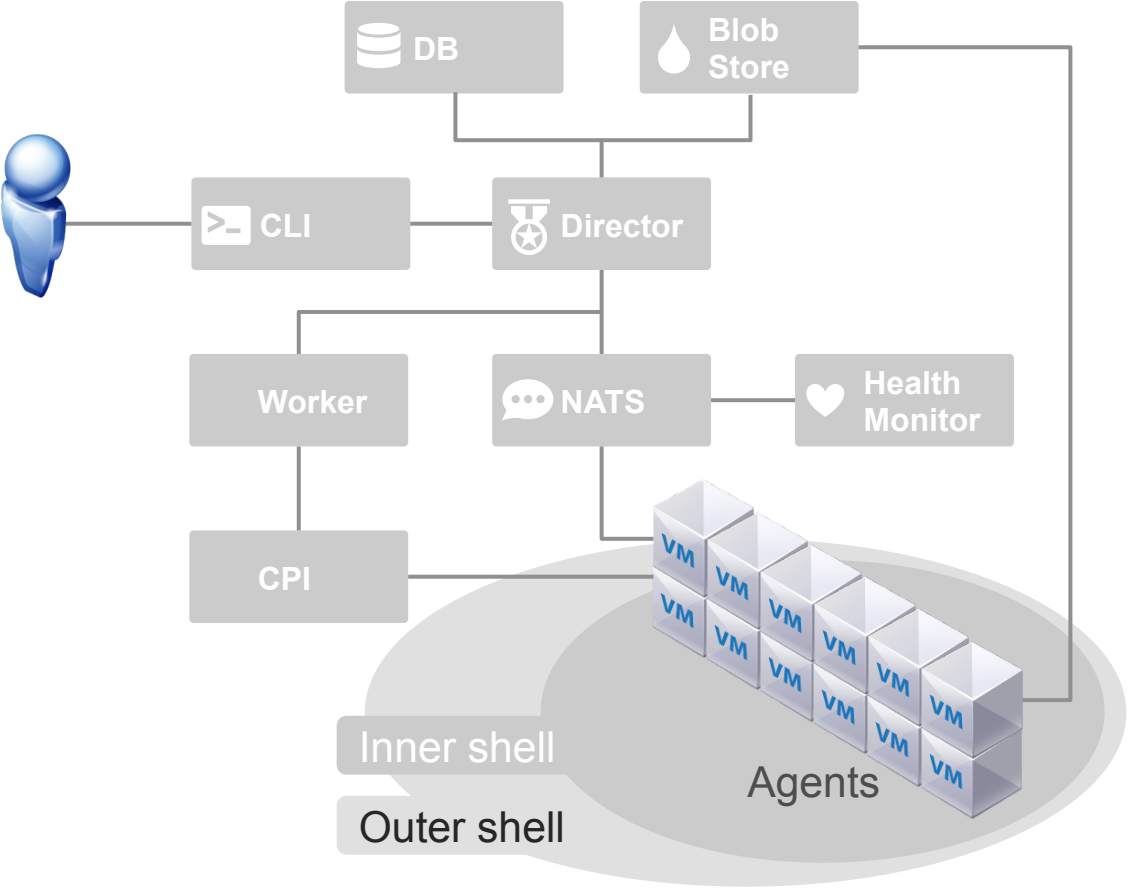 DB
Blob
Store
CLI
Director
Worker
NATS
Health
Monitor
CPI
VM
VM
VM
VM
VM
VM
VM
VM
VM
VM
VM
VM
Inner shell
Agents
Outer shell